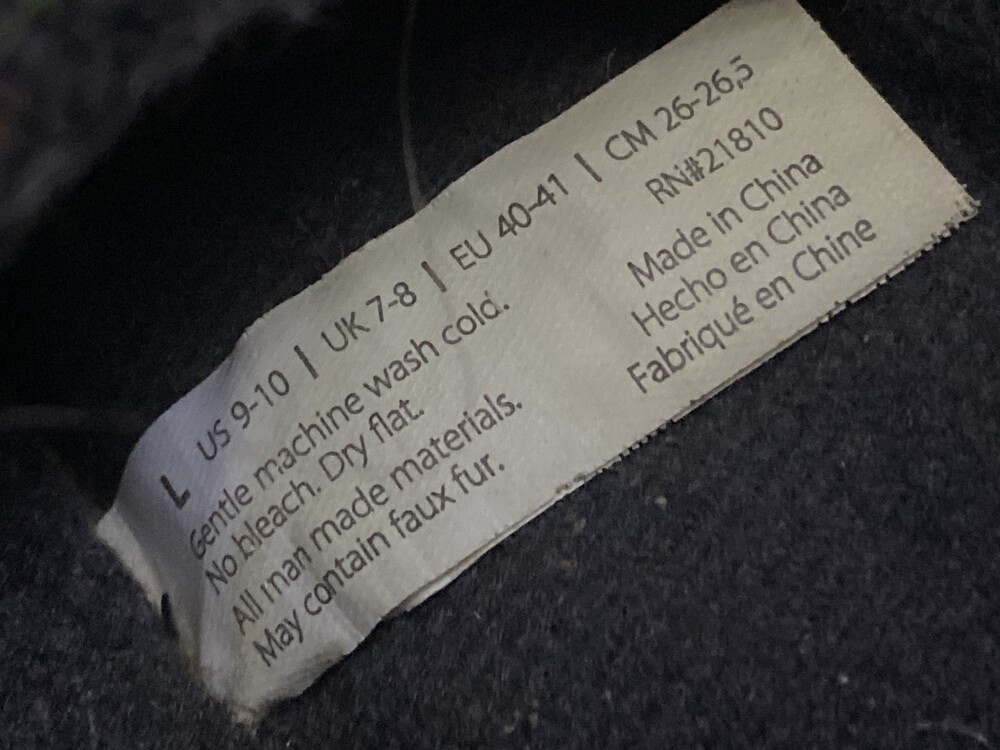 L US 9-10 | UK 7-8 | EU 40-41 | CM 26-26,5
Gentle machine wash cold.
No bleach. Dry flat.
All man made materials.
May contain faux fur.
RN#21810
Made in China
Hecho en China
Fabriqué en Chine